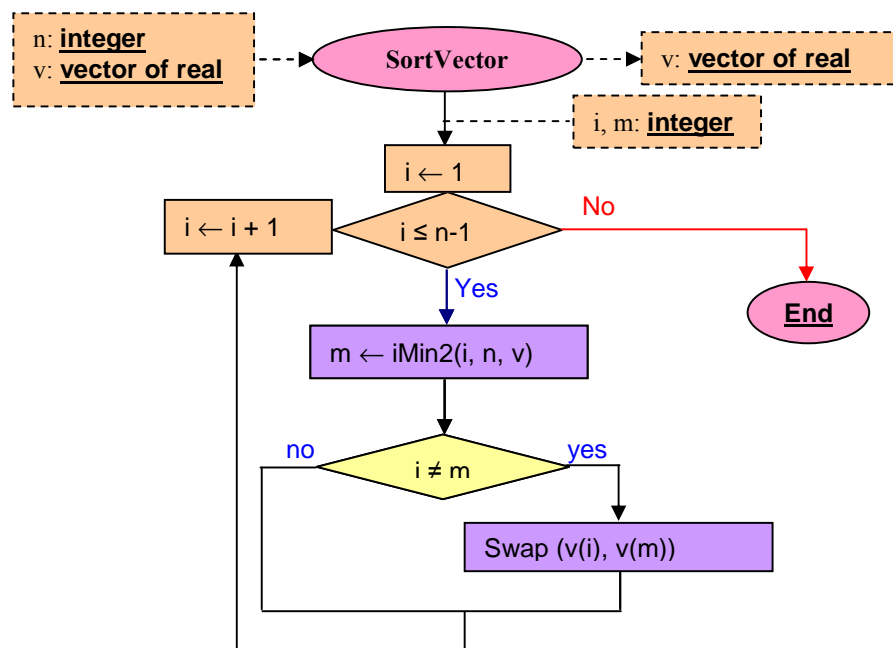 n: integer
v: vector of real
SortVector
v: vector of real
i, m: integer
i ← 1
No
i ← i + 1
i ≤ n-1
Yes
End
m ← iMin2(i, n, v)
no
yes
i ≠ m
Swap (v(i), v(m))